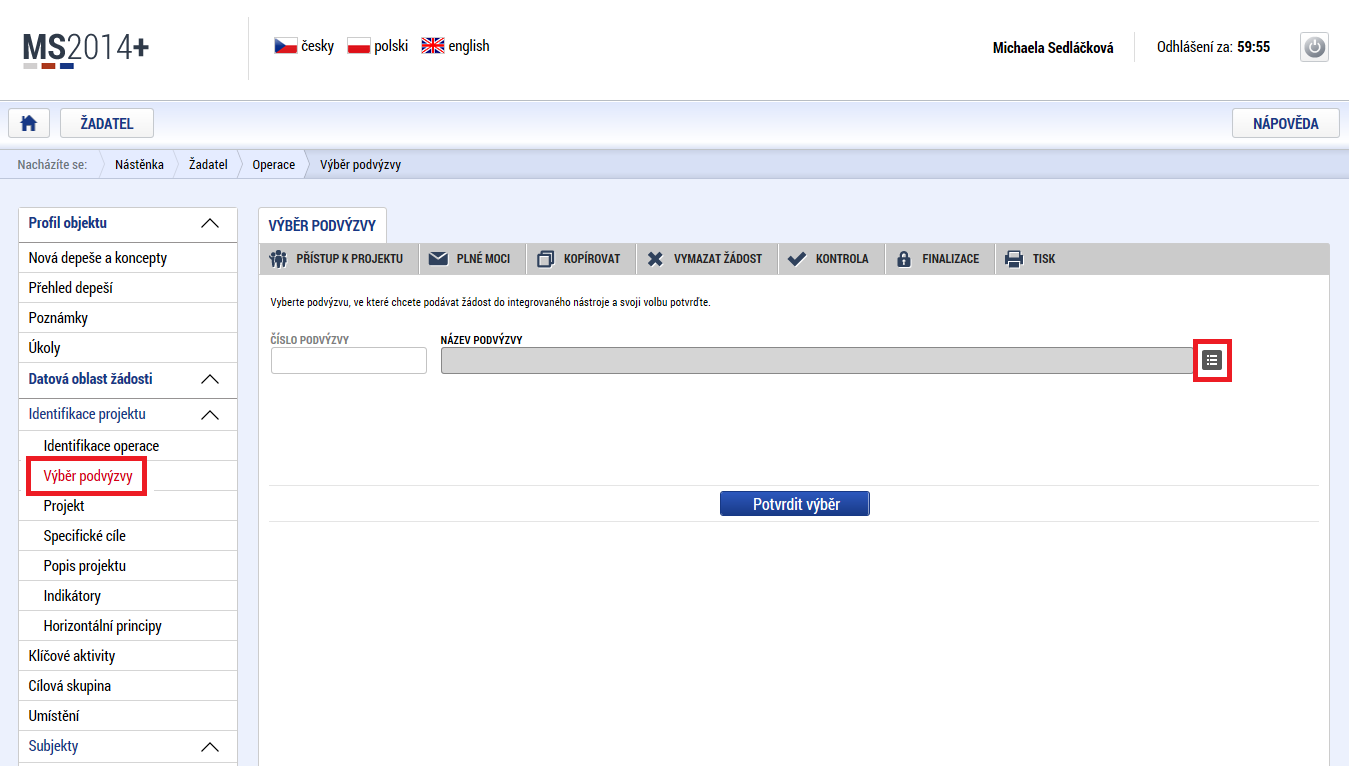 MS2014+
česky polski english
Michaela Sedláčková
Odhlášení za: 59:55
ŽADATEL
NÁPOVĚDA
Nacházíte se: Nástěnka Žadatel Operace Výběr podvýzvy
Profil objektu
Nová depeše a koncepty
Přehled depeší
Poznámky
Úkoly
Datová oblast žádosti
Identifikace projektu
Identifikace operace
Výběr podvýzvy
Projekt
Specifické cíle
Popis projektu
Indikátory
Horizontální principy
Klíčové aktivity
Cílová skupina
Umístění
Subjekty
VÝBĚR PODVÝZVY
PŘÍSTUP K PROJEKTU PLNÉ MOCI KOPÍROVAT VYMAZAT ŽÁDOST KONTROLA FINALIZACE TISK
Vyberte podvýzvu, ve které chcete podávat žádost do integrovaného nástroje a svoji volbu potvrďte.
ČÍSLO PODVÝZVY NÁZEV PODVÝZVY
Potvrdit výběr